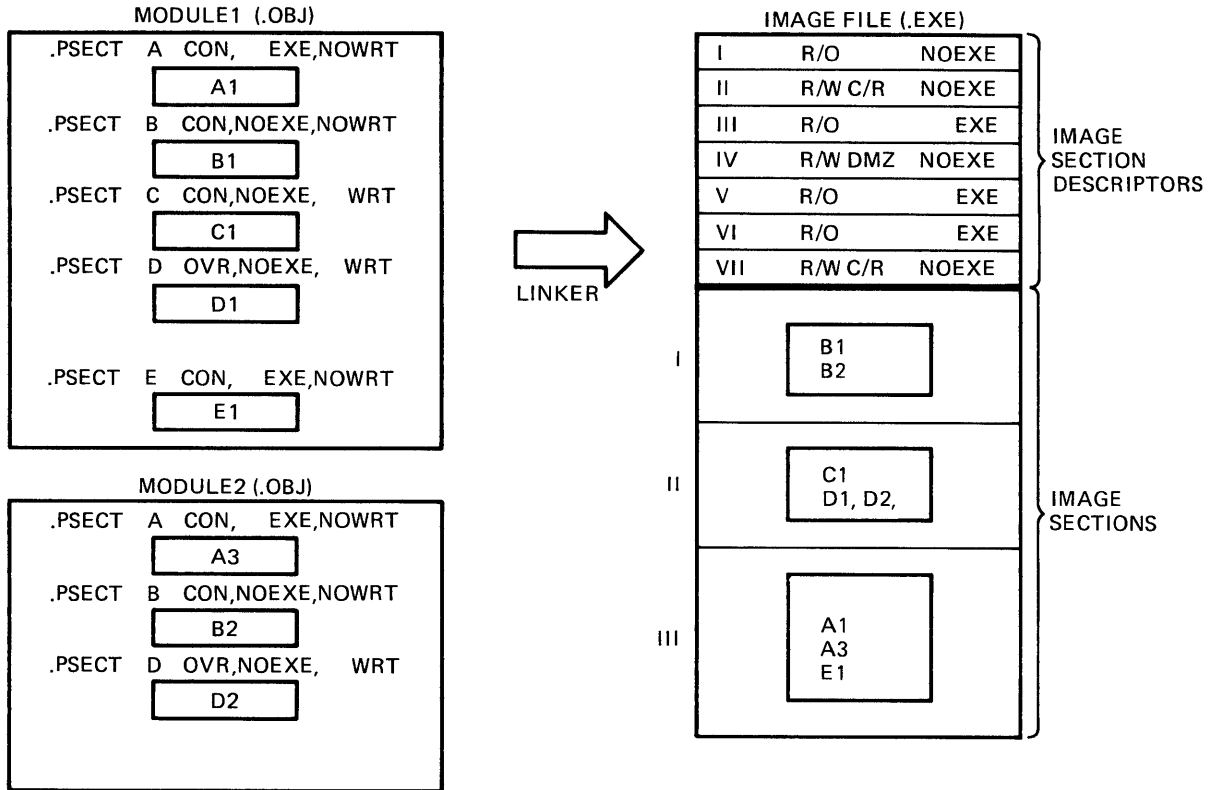 MODULE1 (.OBJ)
.PSECT A CON, EXE,NOWRT
A1
.PSECT B CON,NOEXE,NOWRT
B1
.PSECT C CON,NOEXE, WRT
C1
.PSECT D OVR,NOEXE, WRT
D1
.PSECT E CON, EXE,NOWRT
E1
MODULE2 (.OBJ)
.PSECT A CON, EXE,NOWRT
A3
.PSECT B CON,NOEXE,NOWRT
B2
.PSECT D OVR,NOEXE, WRT
D2
LINKER
IMAGE FILE (.EXE)
I R/O NOEXE
II R/W C/R NOEXE
III R/O EXE
IV R/W DMZ NOEXE
V R/O EXE
VI R/O EXE
VII R/W C/R NOEXE
IMAGE
SECTION
DESCRIPTORS
I
B1
B2
II
C1
D1, D2,
III
A1
A3
E1
IMAGE
SECTIONS